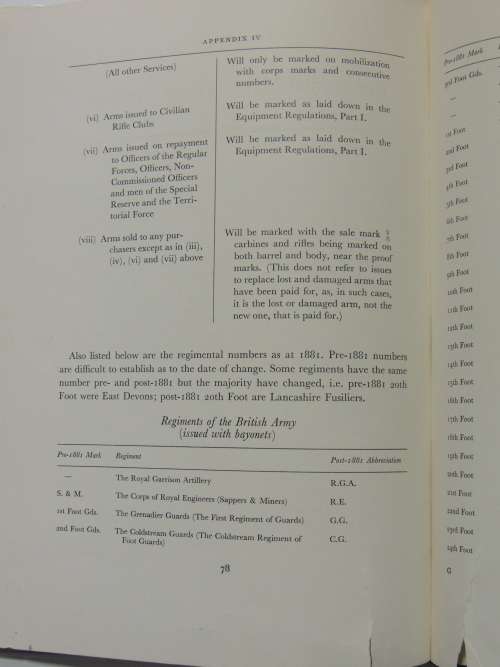 APPENDIX IV
(All other Services)
Will only be marked on mobilization
with corps marks and consecutive
numbers.
(vi) Arms issued to Civilian
Rifle Clubs
Will be marked as laid down in the
Equipment Regulations, Part I.
(vii) Arms issued on repayment
to Officers of the Regular
Forces, Officers, Non-
Commissioned Officers
and men of the Special
Reserve and the Terri-
torial Force
Will be marked as laid down in the
Equipment Regulations, Part I.
(viii) Arms sold to any pur-
chasers except as in (iii),
(iv), (vi) and (vii) above
Will be marked with the sale mark
carbines and rifles being marked on
both barrel and body, near the proof
marks. (This does not refer to issues
to replace lost and damaged arms that
have been paid for, as, in such cases,
it is the lost or damaged arm, not the
new one, that is paid for.)
Also listed below are the regimental numbers as at 1881. Pre-1881 numbers
are difficult to establish as to the date of change. Some regiments have the same
number pre- and post-1881 but the majority have changed, i.e. pre-1881 20th
Foot were East Devons; post-1881 20th Foot are Lancashire Fusiliers.
Regiments of the British Army
(issued with bayonets)
Pre-1881 Mark Regiment Post-1881 Abbreviation
— The Royal Garrison Artillery R.G.A.
S. & M. The Corps of Royal Engineers (Sappers & Miners) R.E.
1st Foot Gds. The Grenadier Guards (The First Regiment of Guards) G.G.
2nd Foot Gds. The Coldstream Guards (The Coldstream Regiment of C.G.
Foot Guards)
78
Pre-1881 Mark
3rd Foot Gds.
—
—
1st Foot
2nd Foot
3rd Foot
4th Foot
5th Foot
6th Foot
7th Foot
8th Foot
9th Foot
10th Foot
11th Foot
12th Foot
13th Foot
14th Foot
15th Foot
16th Foot
17th Foot
18th Foot
19th Foot
20th Foot
21st Foot
22nd Foot
23rd Foot
24th Foot
G